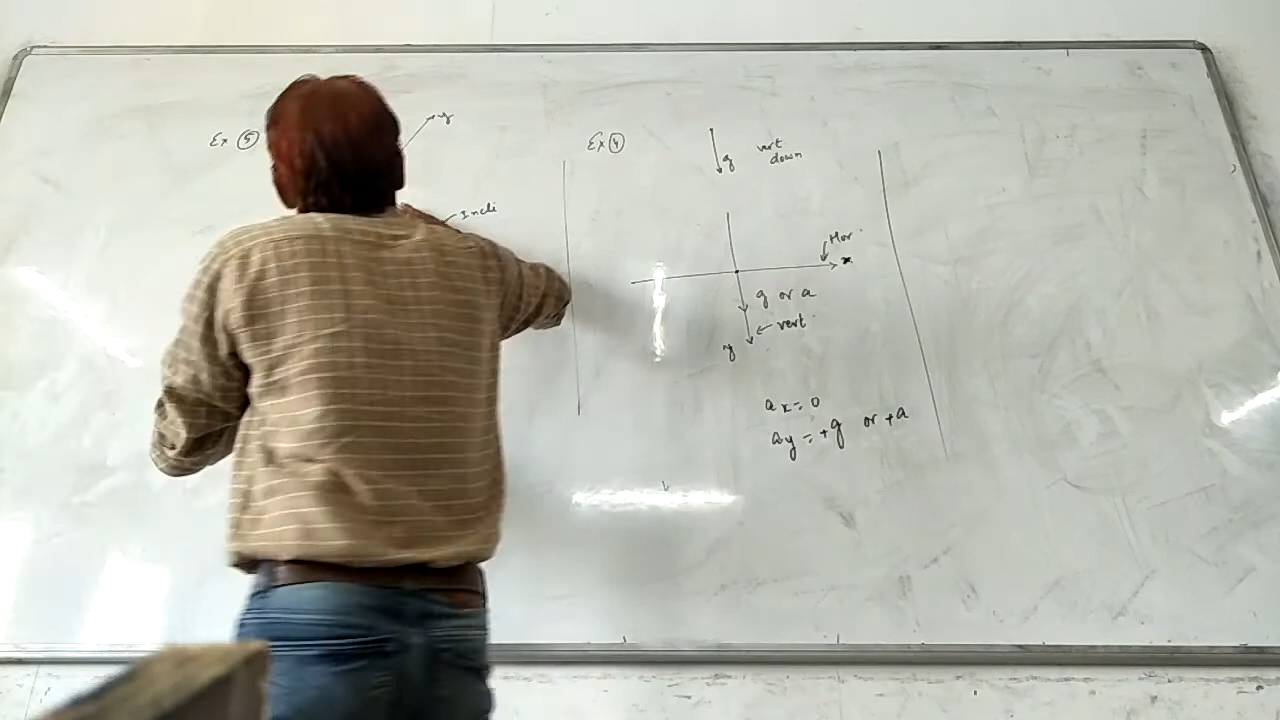 Ex ⑤
y
Incli
Ex ④
g
vert
down
Hor
x
g or a
vert
y
ax = 0
ay = +g or +a